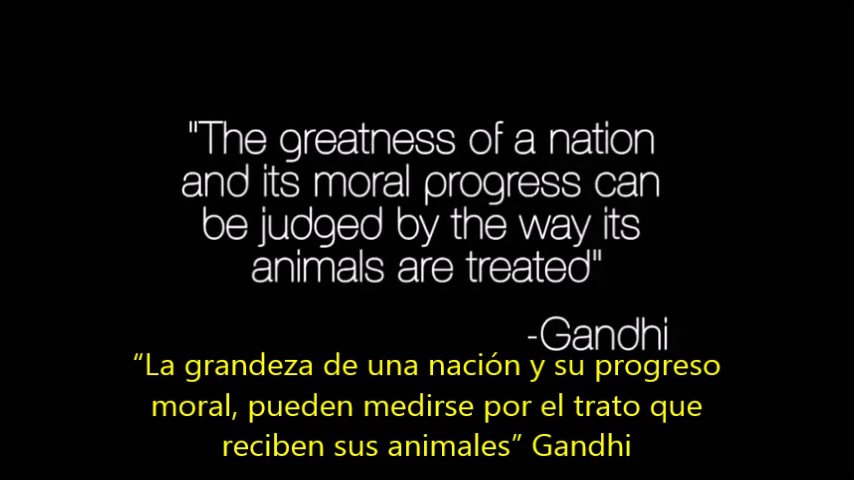 "The greatness of a nation
and its moral progress can
be judged by the way its
animals are treated"
-Gandhi
“La grandeza de una nación y su progreso
moral, pueden medirse por el trato que
reciben sus animales” Gandhi